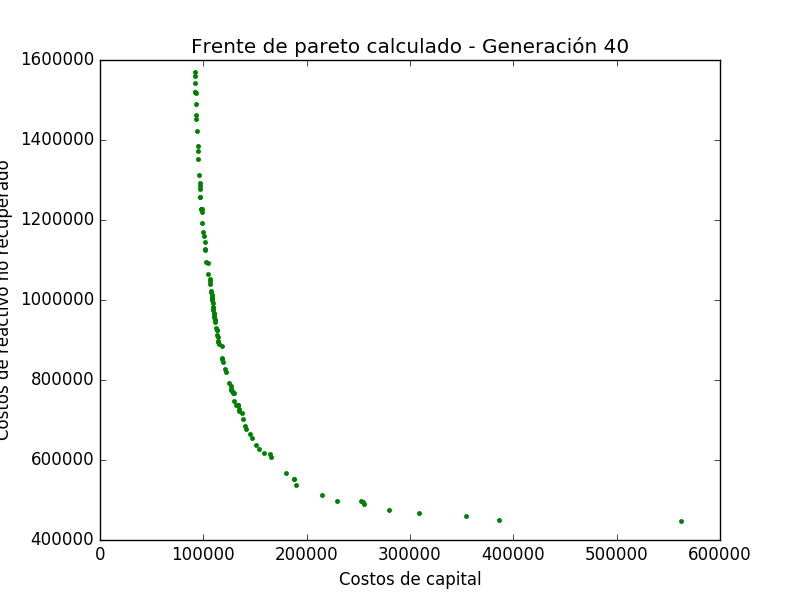 Frente de pareto calculado - Generación 40
1600000
1400000
1200000
1000000
800000
600000
400000
Costos de reactivo no recuperado
0 100000 200000 300000 400000 500000 600000
Costos de capital